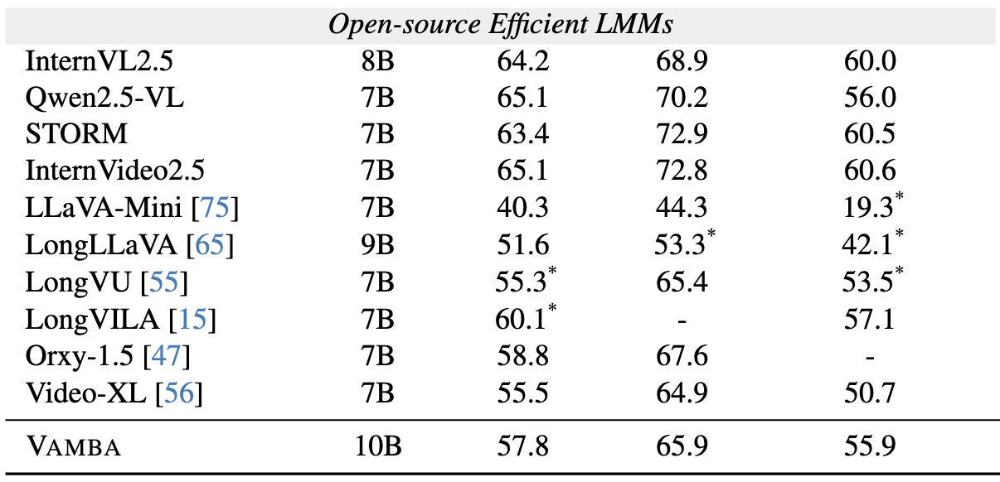 Open-source Efficient LMMs
InternVL2.5 8B 64.2 68.9 60.0
Qwen2.5-VL 7B 65.1 70.2 56.0
STORM 7B 63.4 72.9 60.5
InternVideo2.5 7B 65.1 72.8 60.6
LLaVA-Mini [75] 7B 40.3 44.3 19.3*
LongLLaVA [65] 9B 51.6 53.3* 42.1*
LongVU [55] 7B 55.3* 65.4 53.5*
LongVILA [15] 7B 60.1* - 57.1
Orxy-1.5 [47] 7B 58.8 67.6 -
Video-XL [56] 7B 55.5 64.9 50.7
VAMBA 10B 57.8 65.9 55.9